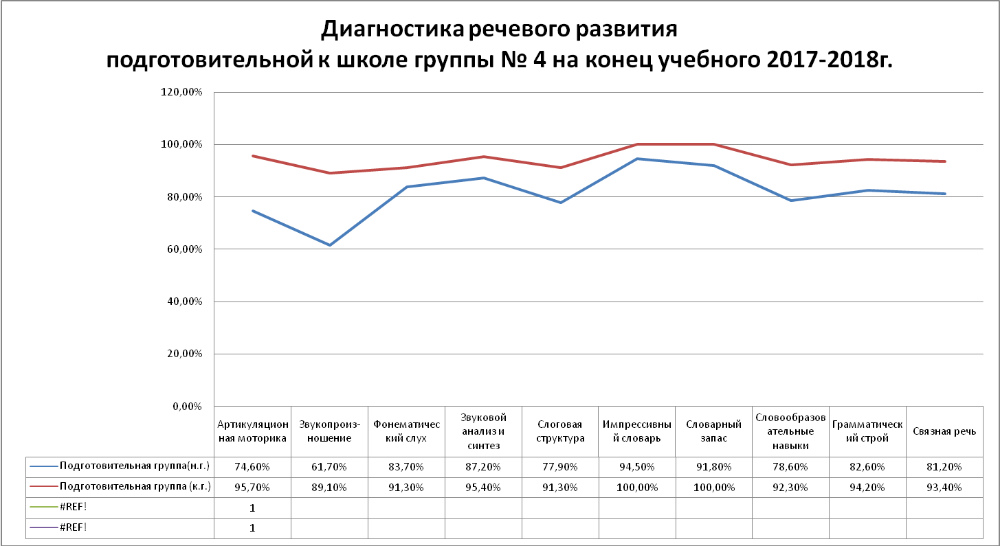 Диагностика речевого развития
подготовительной к школе группы № 4 на конец учебного 2017-2018г.
120,00%
100,00%
80,00%
60,00%
40,00%
20,00%
0,00%
Артикуляцион
ная моторика
Звукопроиз-
ношение
Фонематичес
кий слух
Звуковой
анализ и
синтез
Слоговая
структура
Импрессивны
й словарь
Словарный
запас
Словообразов
ательные
навыки
Грамматическ
ий строй
Связная речь
Подготовительная группа(н.г.) 74,60% 61,70% 83,70% 87,20% 77,90% 94,50% 91,80% 78,60% 82,60% 81,20%
Подготовительная группа (к.г.) 95,70% 89,10% 91,30% 95,40% 91,30% 100,00% 100,00% 92,30% 94,20% 93,40%
#REF! 1
#REF! 1